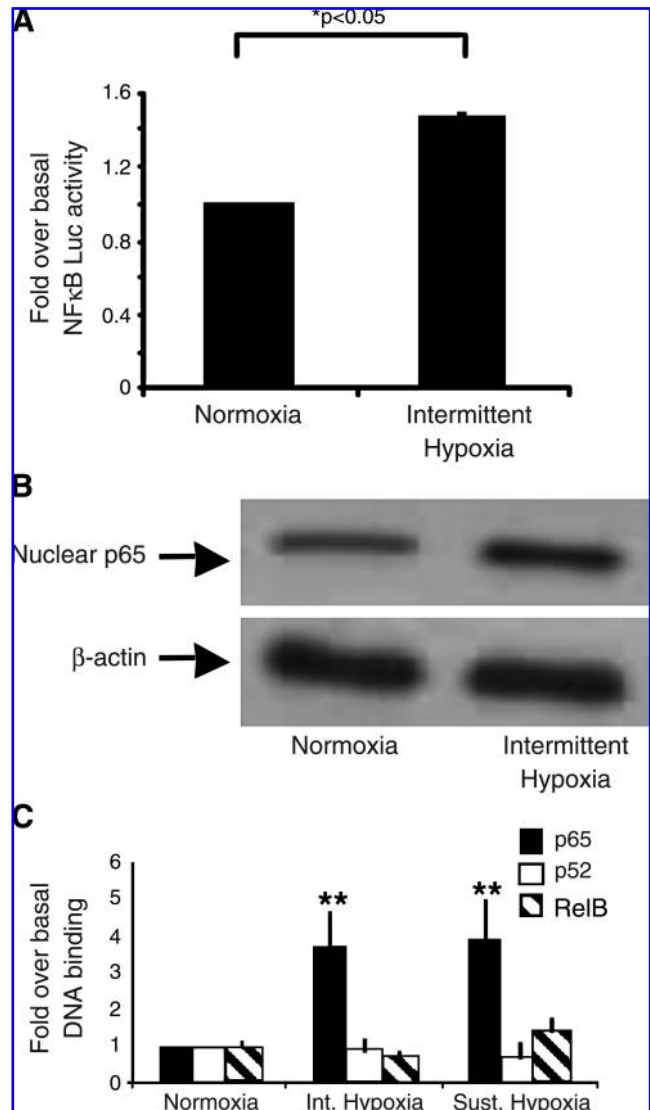 A
*p<0.05
Fold over basal
NFκB Luc activity
1.6
1.2
0.8
0.4
0
Normoxia
Intermittent
Hypoxia
B
Nuclear p65
β-actin
Normoxia
Intermittent
Hypoxia
C
p65
p52
RelB
Fold over basal
DNA binding
6
5
4
3
2
1
0
**
**
Normoxia
Int. Hypoxia
Sust. Hypoxia